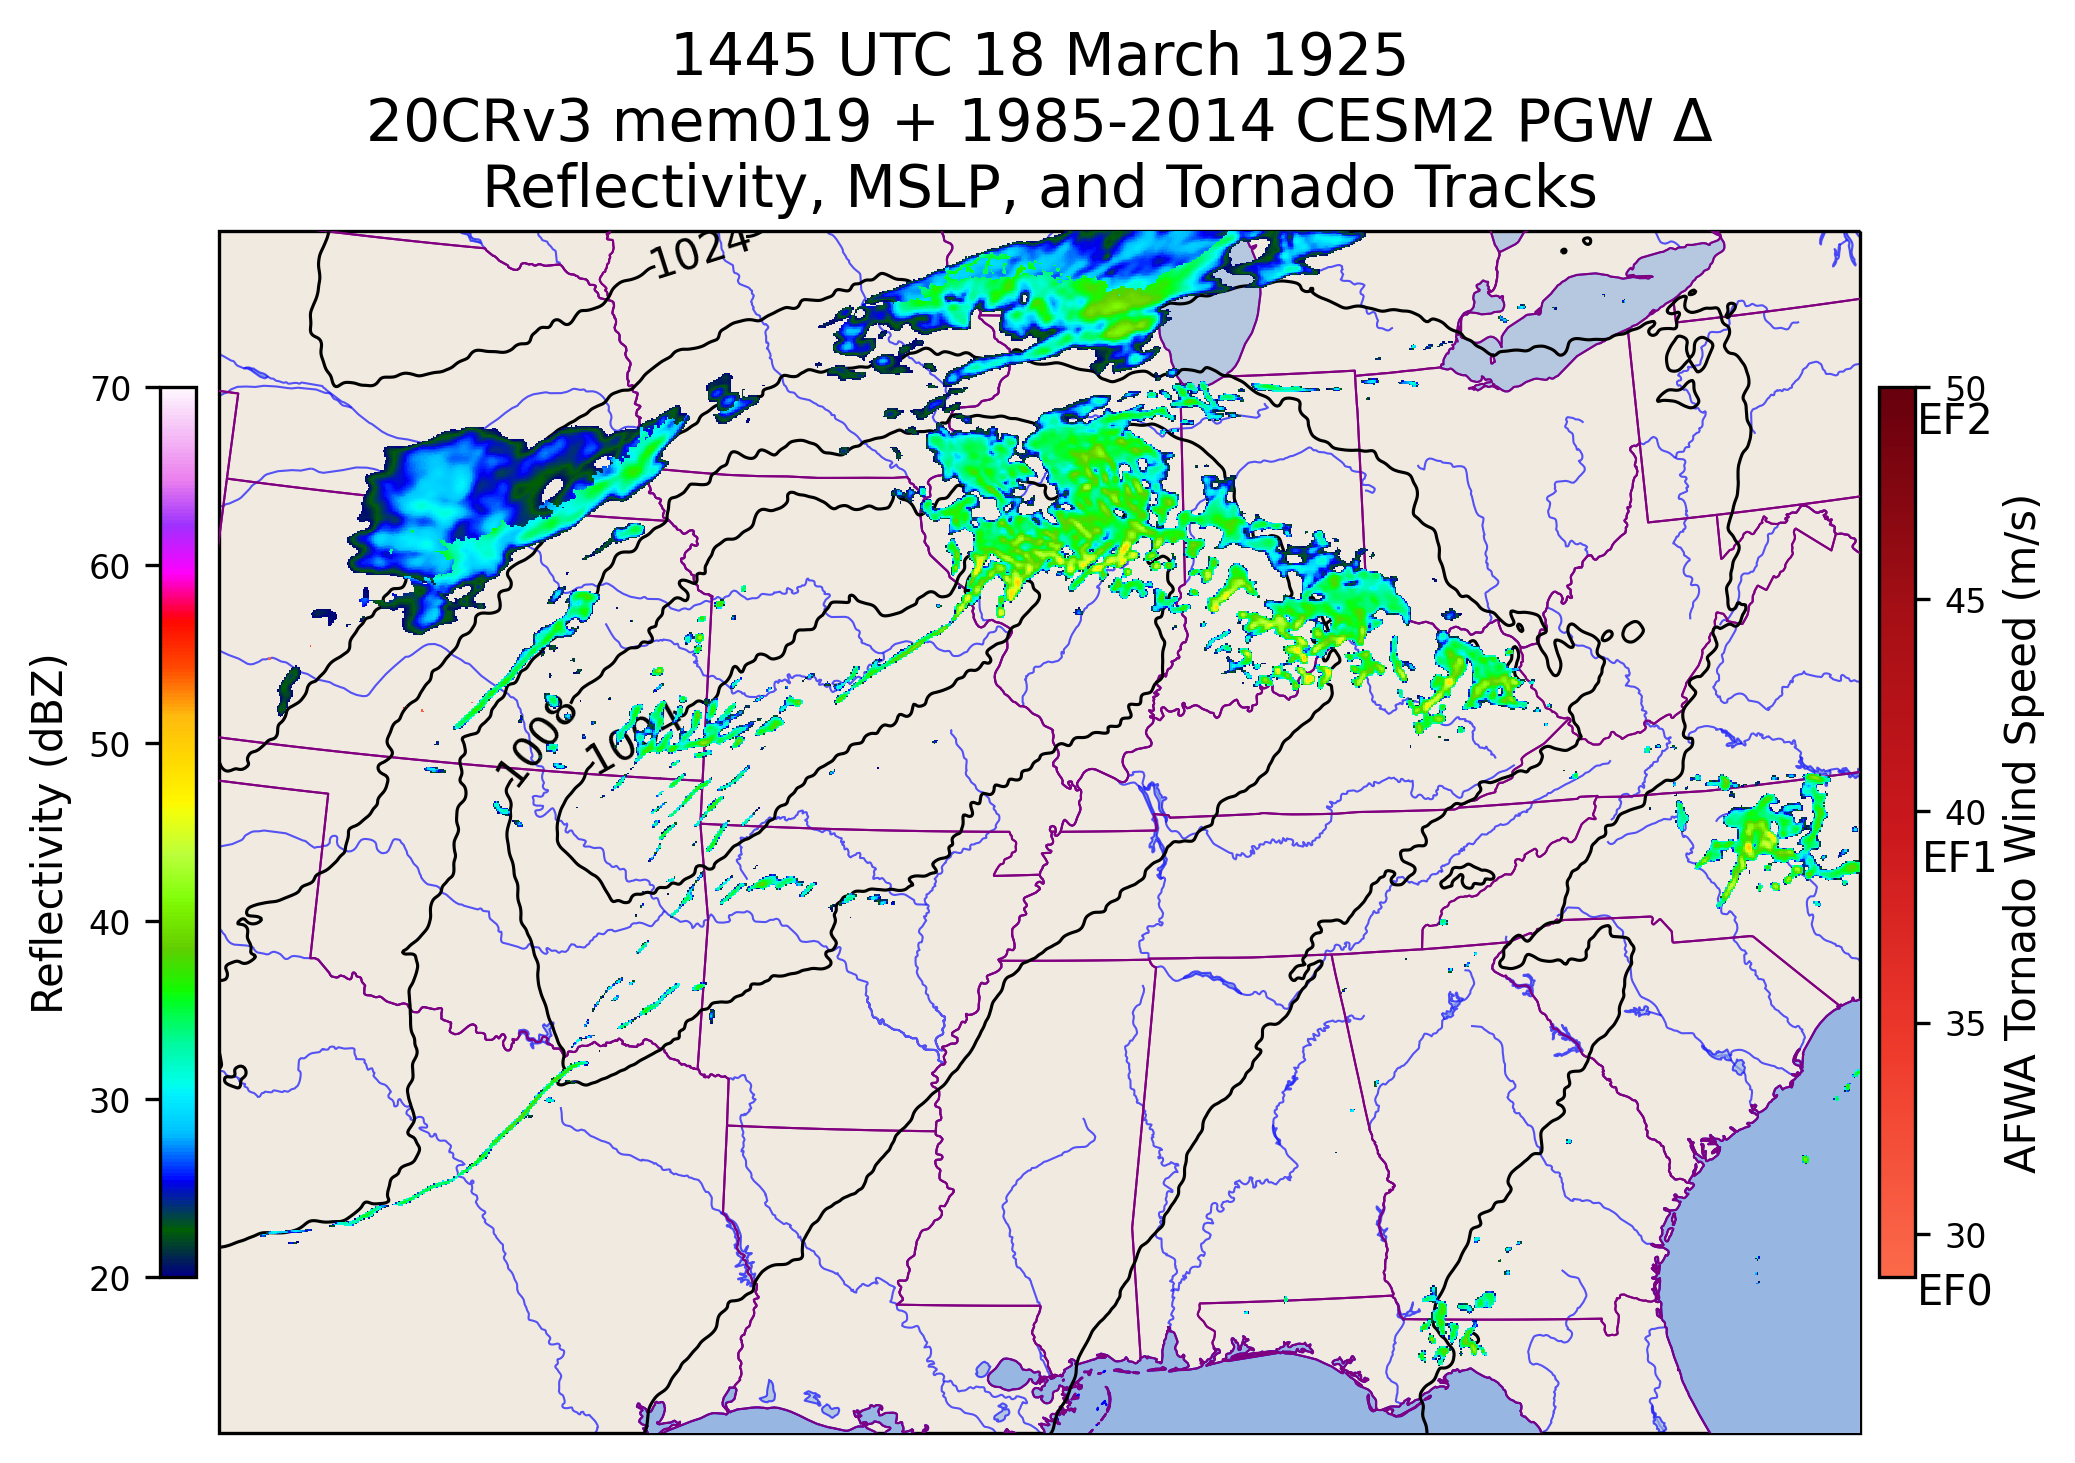 1445 UTC 18 March 1925
20CRv3 mem019 + 1985-2014 CESM2 PGW Δ
Reflectivity, MSLP, and Tornado Tracks
1024
1008
Reflectivity (dBZ)
70
60
50
40
30
20
50
EF2
45
40
EF1
35
30
EF0
AFWA Tornado Wind Speed (m/s)